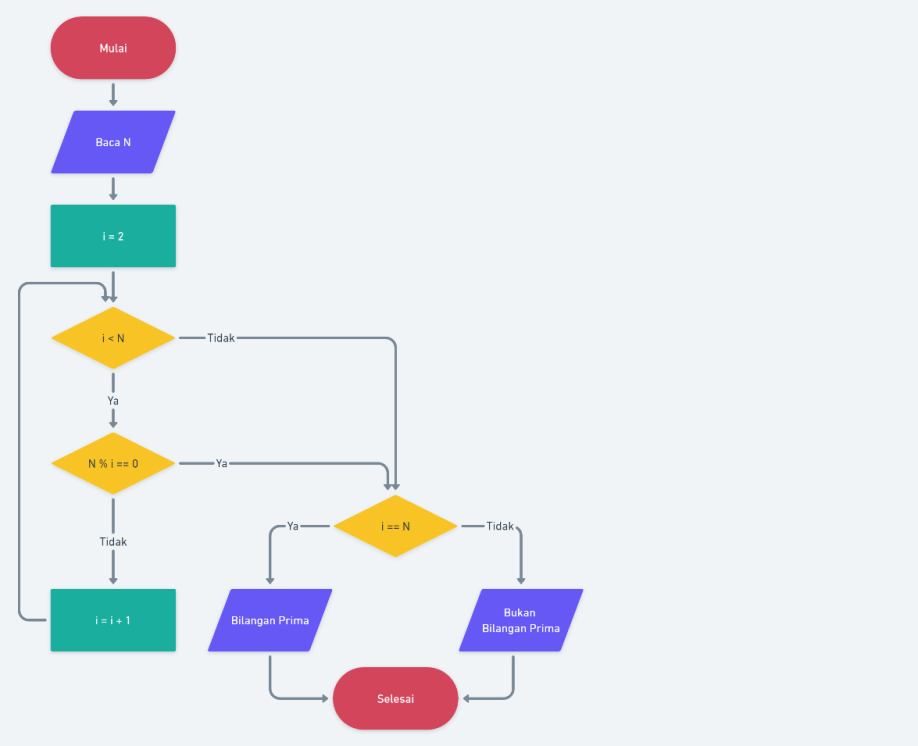 Mulai
Baca N
i = 2
i < N
Tidak
Ya
N % i == 0
Ya
i == N
Ya
Tidak
Tidak
i = i + 1
Bilangan Prima
Bukan
Bilangan Prima
Selesai